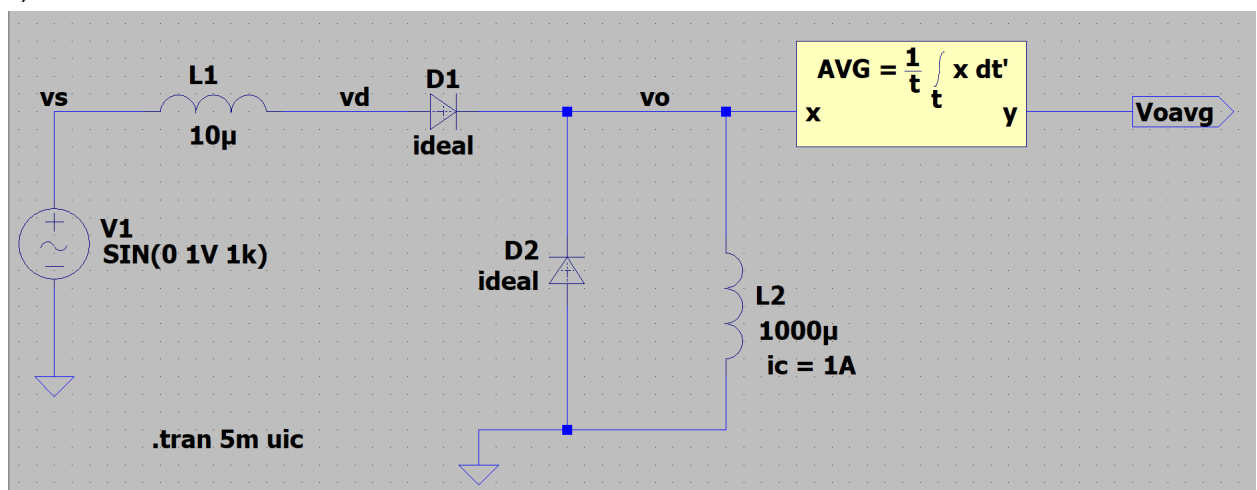 AVG = 1/t ∫t x dt'
x
y
Voavg
vs
L1
10µ
vd
D1
ideal
vo
V1
SIN(0 1V 1k)
D2
ideal
L2
1000µ
ic = 1A
.tran 5m uic